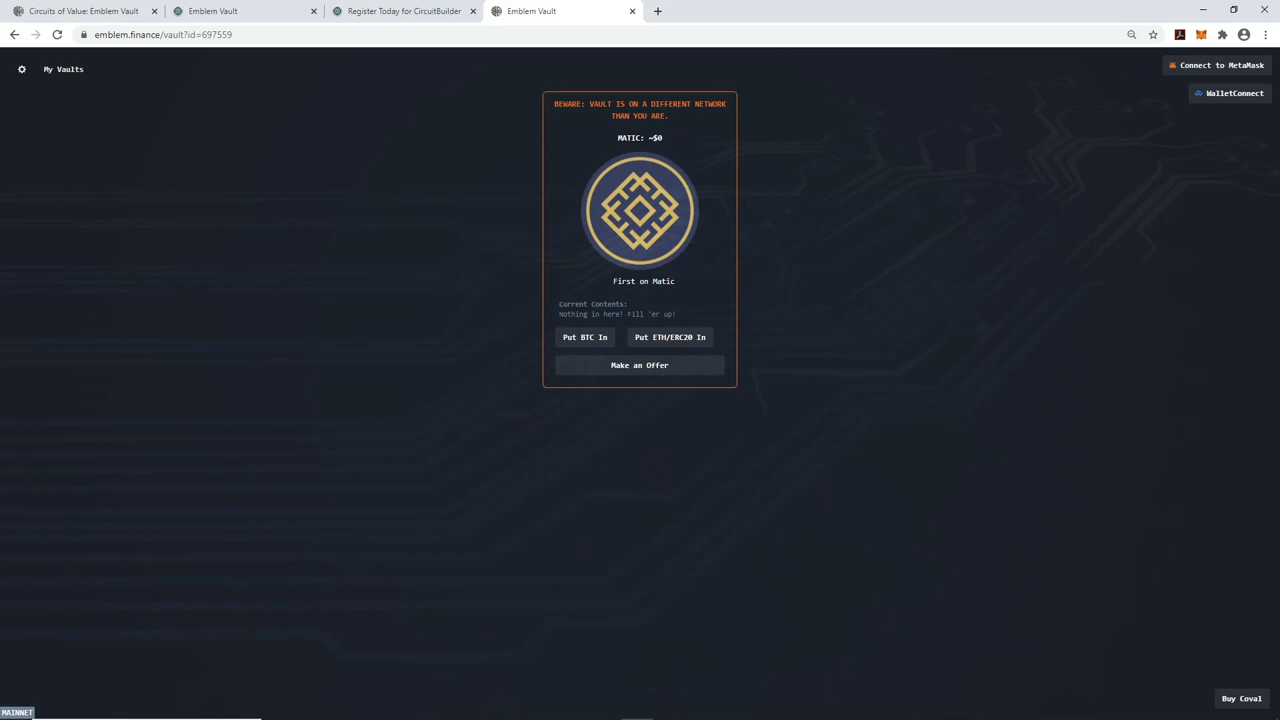 Circuits of Value: Emblem Vault
Emblem Vault
Register Today for CircuitBuilder
Emblem Vault
emblem.finance/vault?id=697559
My Vaults
Connect to MetaMask
WalletConnect
BEWARE: VAULT IS ON A DIFFERENT NETWORK
THAN YOU ARE.
MATIC: ~$0
First on Matic
Current Contents:
Nothing in here! Fill 'er up!
Put BTC In
Put ETH/ERC20 In
Make an Offer
Buy Coval
MAINNET